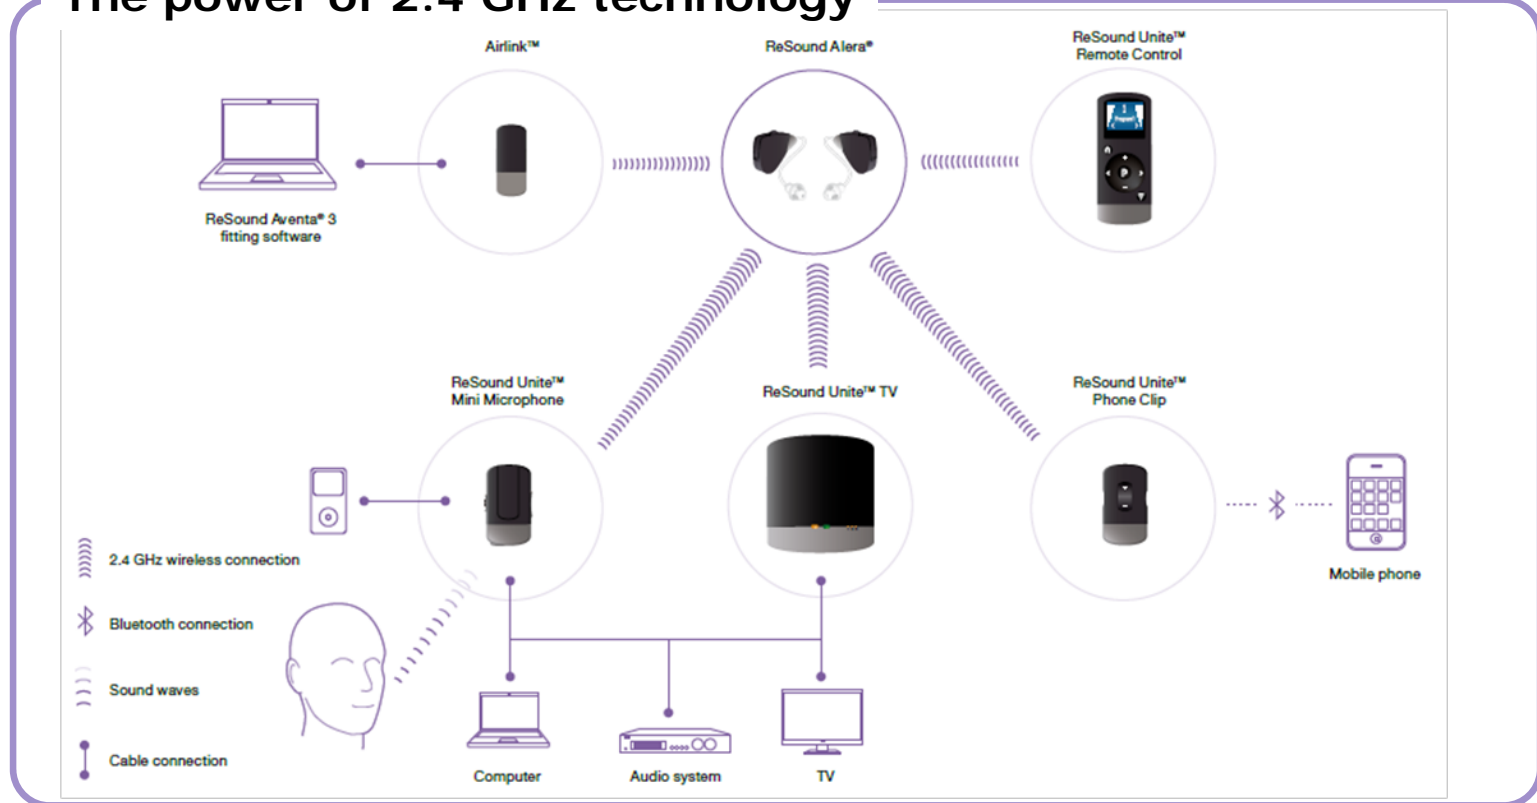 The power of 2.4 GHz technology
Airlink™
ReSound Alera®
ReSound Unite™
Remote Control
P
ReSound Aventa® 3
fitting software
ReSound Unite™
Mini Microphone
ReSound Unite™ TV
ReSound Unite™
Phone Clip
2.4 GHz wireless connection
Bluetooth connection
Sound waves
Cable connection
Mobile phone
Computer
Audio system
TV